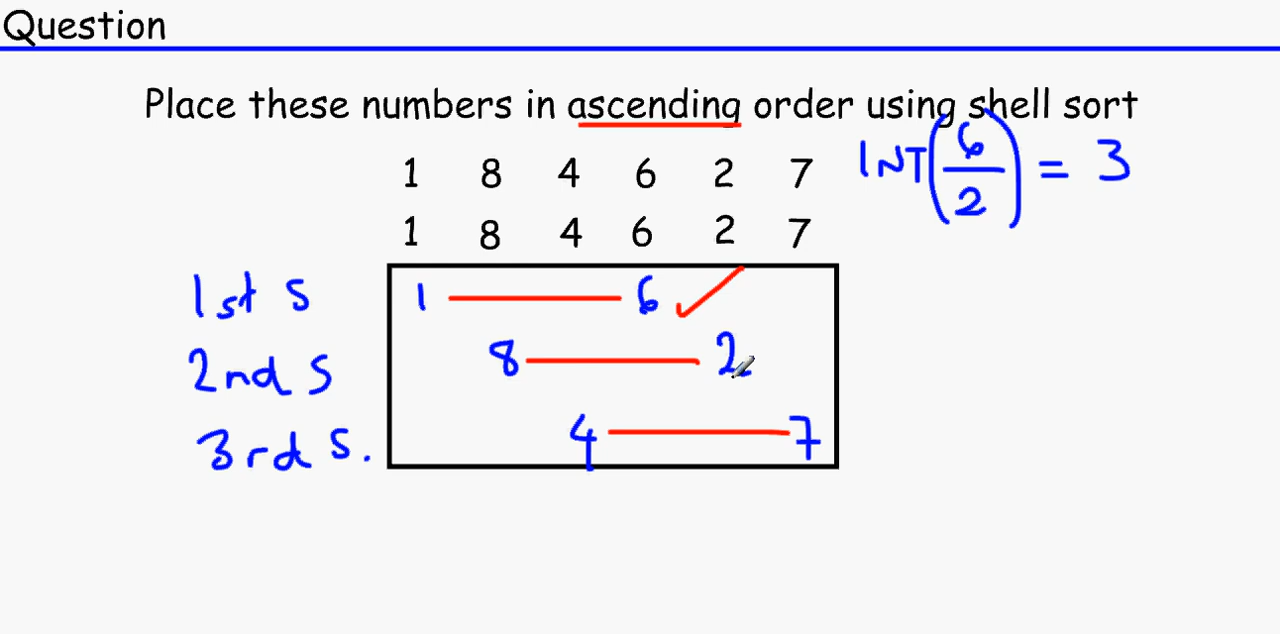 Question
Place these numbers in ascending order using shell sort
1 8 4 6 2 7 INT(6/2) = 3
1 8 4 6 2 7
1st s 1 6
2nd s 8 2
3rd s. 4 7